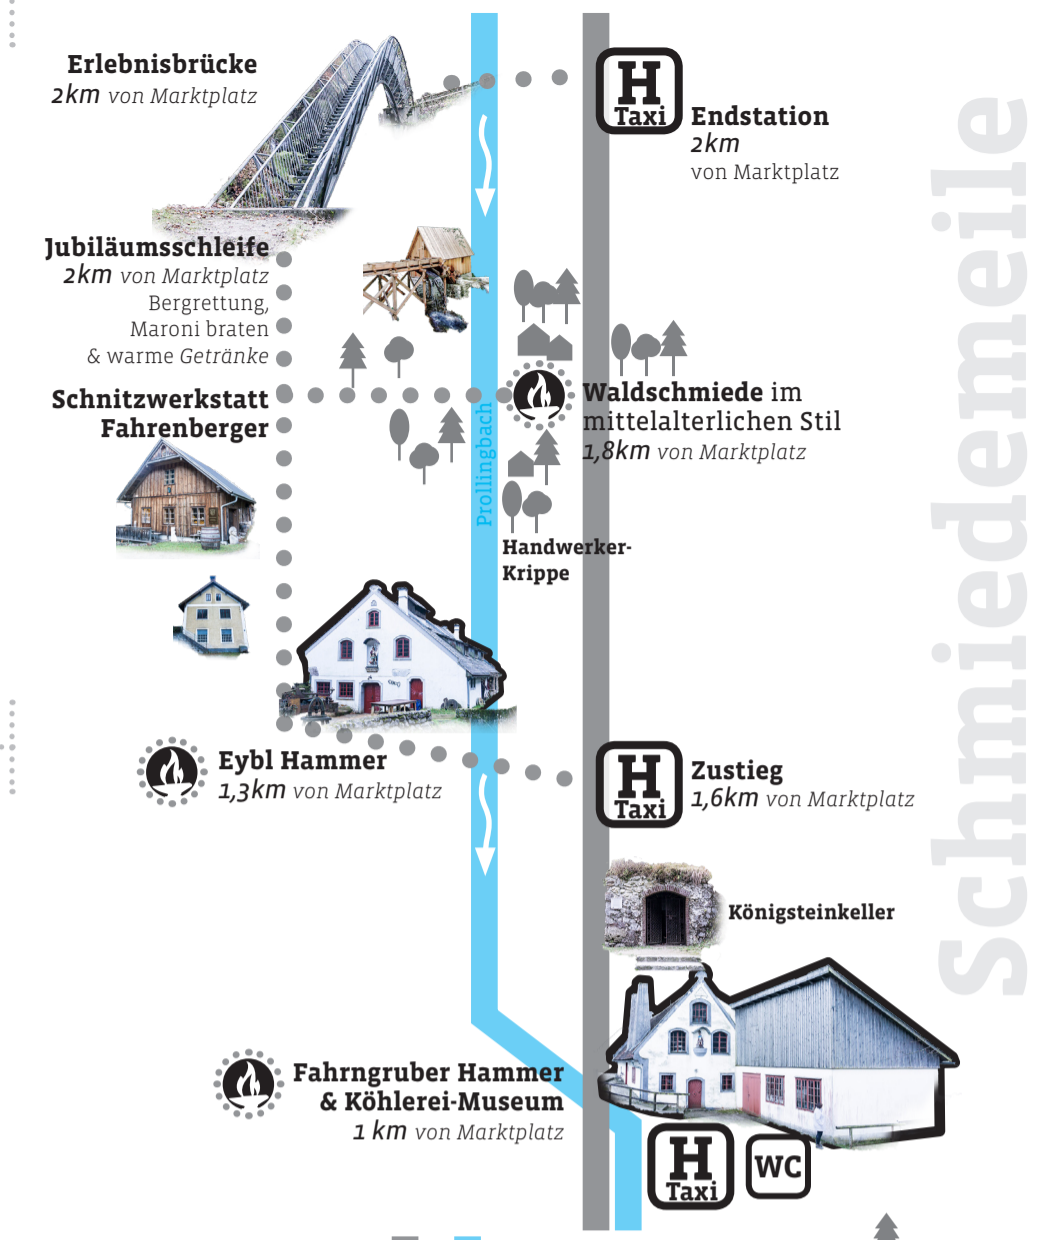 Erlebnisbrücke
2km von Marktplatz
H
Taxi
Endstation
2km
von Marktplatz
Jubiläumsschleife
2km von Marktplatz
Bergrettung,
Maroni braten
& warme Getränke
Schnitzwerkstatt
Fahrenberger
Waldschmiede im
mittelalterlichen Stil
1,8km von Marktplatz
Prollingbach
Handwerker-
Krippe
Eybl Hammer
1,3km von Marktplatz
H
Taxi
Zustieg
1,6km von Marktplatz
Königsteinkeller
Fahrngruber Hammer
& Köhlerei-Museum
1 km von Marktplatz
H
Taxi
WC
Schmiedemeile